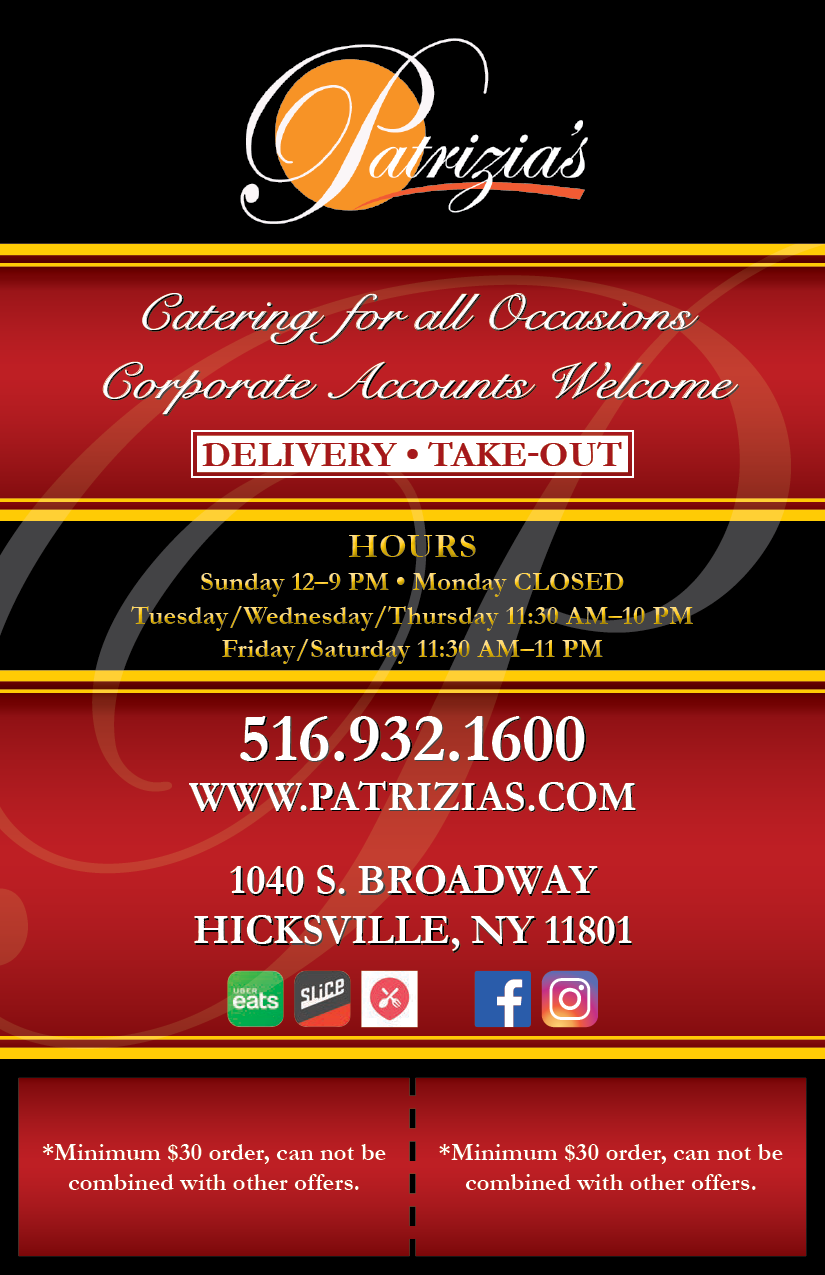 Patrizia's
Catering for all Occasions
Corporate Accounts Welcome
DELIVERY • TAKE-OUT
HOURS
Sunday 12–9 PM • Monday CLOSED
Tuesday/Wednesday/Thursday 11:30 AM–10 PM
Friday/Saturday 11:30 AM–11 PM
516.932.1600
WWW.PATRIZIAS.COM
1040 S. BROADWAY
HICKSVILLE, NY 11801
UBER
eats
SLICE
*Minimum $30 order, can not be
combined with other offers.
*Minimum $30 order, can not be
combined with other offers.